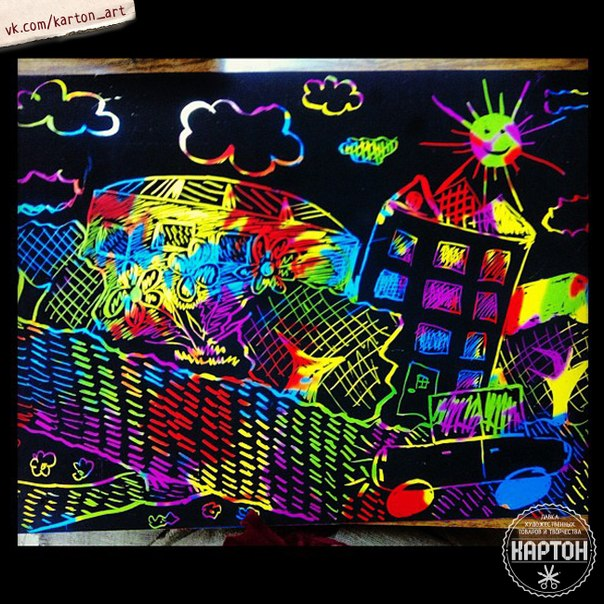 vk.com/karton_art
ЛАВКА
ХУДОЖЕСТВЕННЫХ
ТОВАРОВ И ТВОРЧЕСТВА
КАРТОН